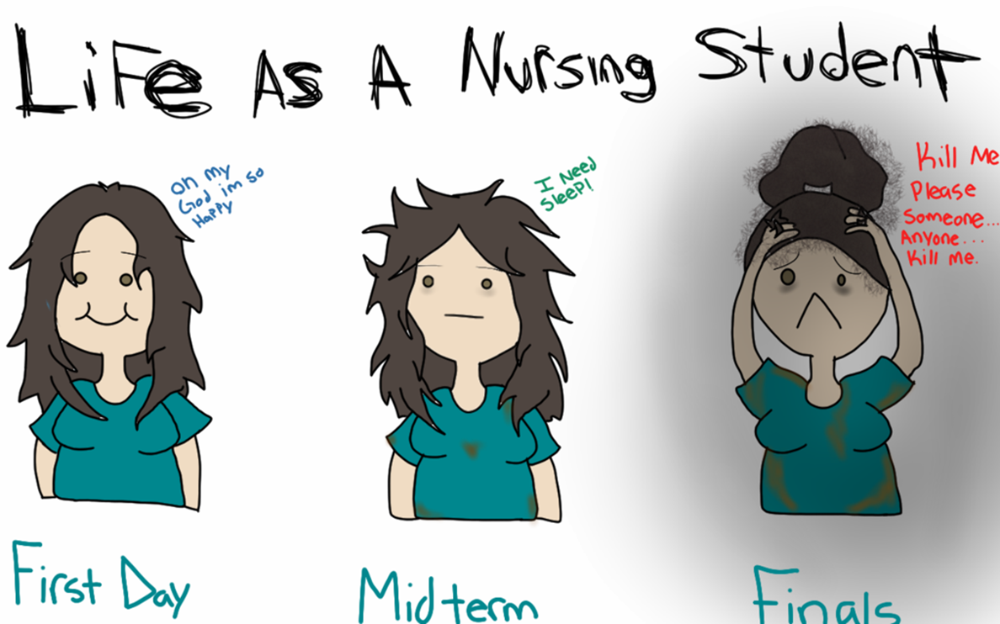 LiFe As A Nursing Student
oh my
God im so
Happy
I Need
Sleep!
Kill Me
Please
Someone...
Anyone...
Kill me.
First Day
Midterm
Finals